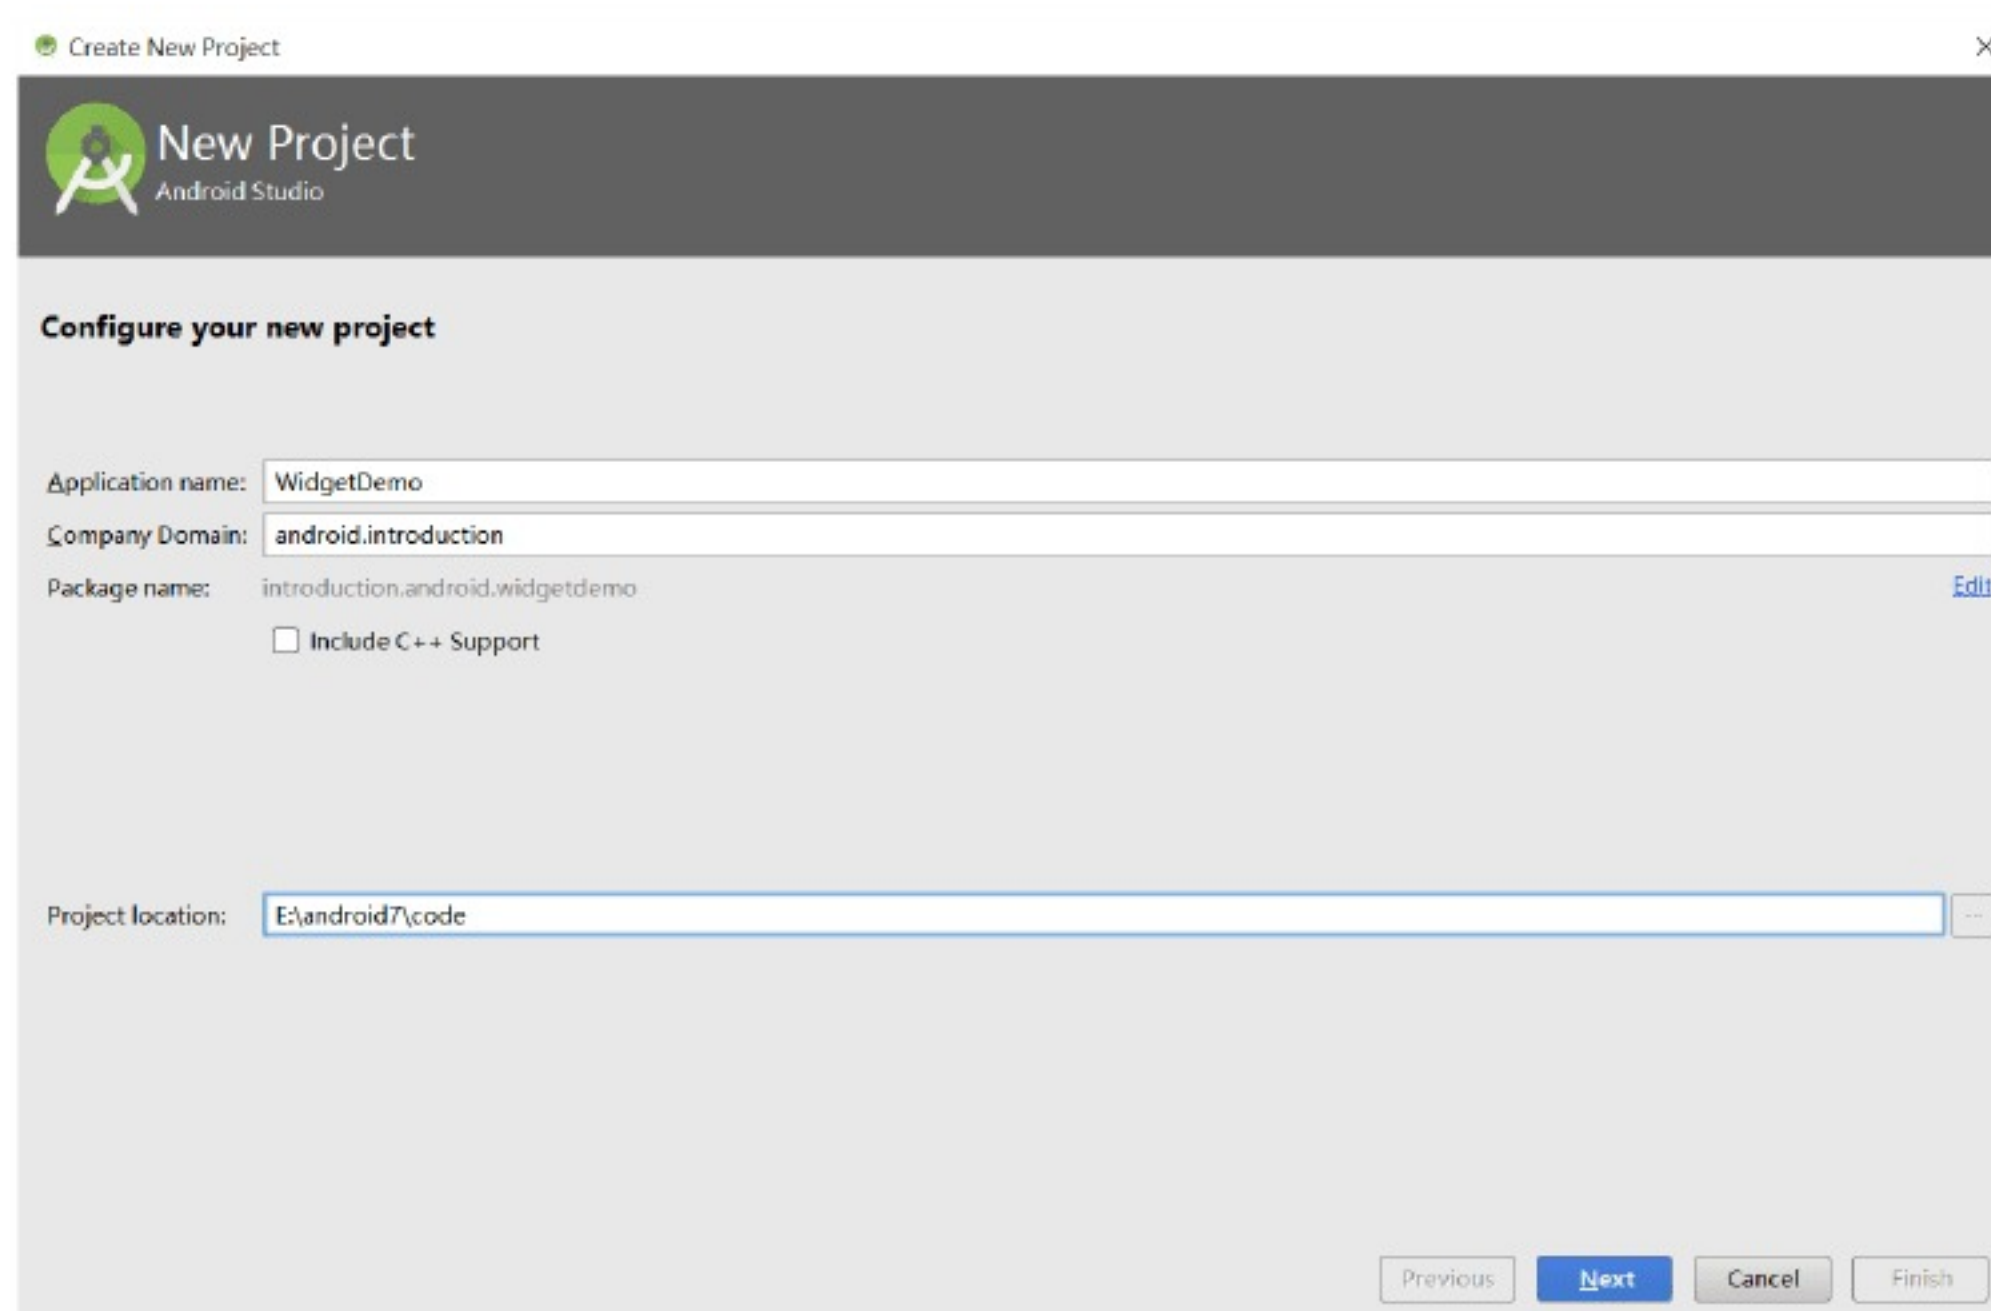 Create New Project
New Project
Android Studio
Configure your new project
Application name: WidgetDemo
Company Domain: android.introduction
Package name: introduction.android.widgetdemo Edit
Include C++ Support
Project location: E:\android7\code ...
Previous Next Cancel Finish